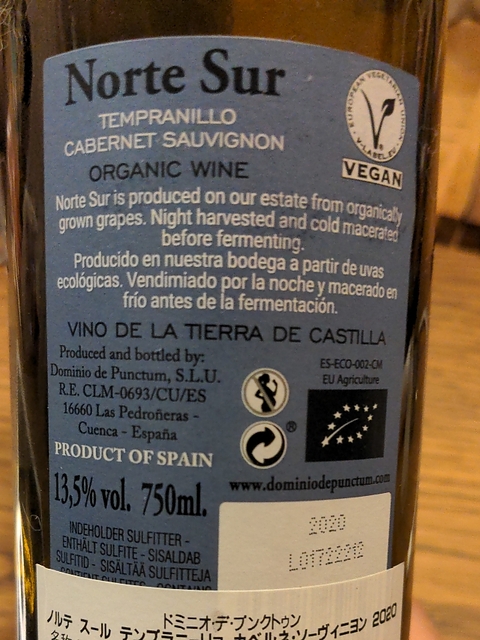 Norte Sur
TEMPRANILLO
CABERNET SAUVIGNON
ORGANIC WINE
EUROPEAN VEGETARIAN UNION
V-LABEL.EU
VEGAN
Norte Sur is produced on our estate from organically
grown grapes. Night harvested and cold macerated
before fermenting.
Producido en nuestra bodega a partir de uvas
ecológicas. Vendimiado por la noche y macerado en
frío antes de la fermentación.
VINO DE LA TIERRA DE CASTILLA
Produced and bottled by:
Dominio de Punctum, S.L.U.
R.E. CLM-0693/CU/ES
16660 Las Pedroñeras -
Cuenca - España
PRODUCT OF SPAIN
ES-ECO-002-CM
EU Agriculture
®
www.dominiodepunctum.com
13,5% vol. 750ml.
INDEHOLDER SULFITTER -
ENTHÄLT SULFITE - SISALDAB
SULFITID - SISÄLTÄÄ SULFIITTEJA
CONTIENT SULFITES - CONTAINS
2020
L01722212
ドミニオ・デ・プンクトゥン
ノルテ スール テンプラニーリョ カベルネ・ソーヴィニヨン 2020